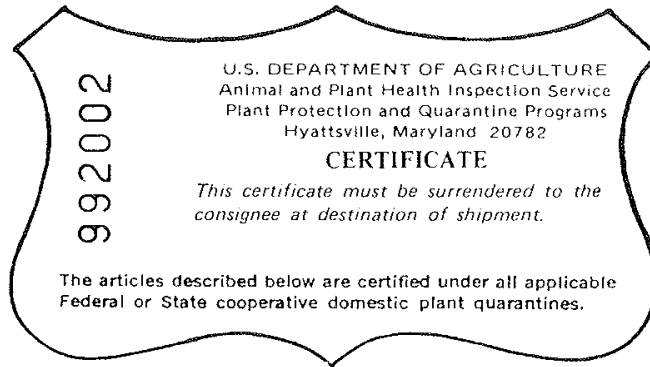 992002
U.S. DEPARTMENT OF AGRICULTURE
Animal and Plant Health Inspection Service
Plant Protection and Quarantine Programs
Hyattsville, Maryland 20782
CERTIFICATE
This certificate must be surrendered to the
consignee at destination of shipment.
The articles described below are certified under all applicable
Federal or State cooperative domestic plant quarantines.